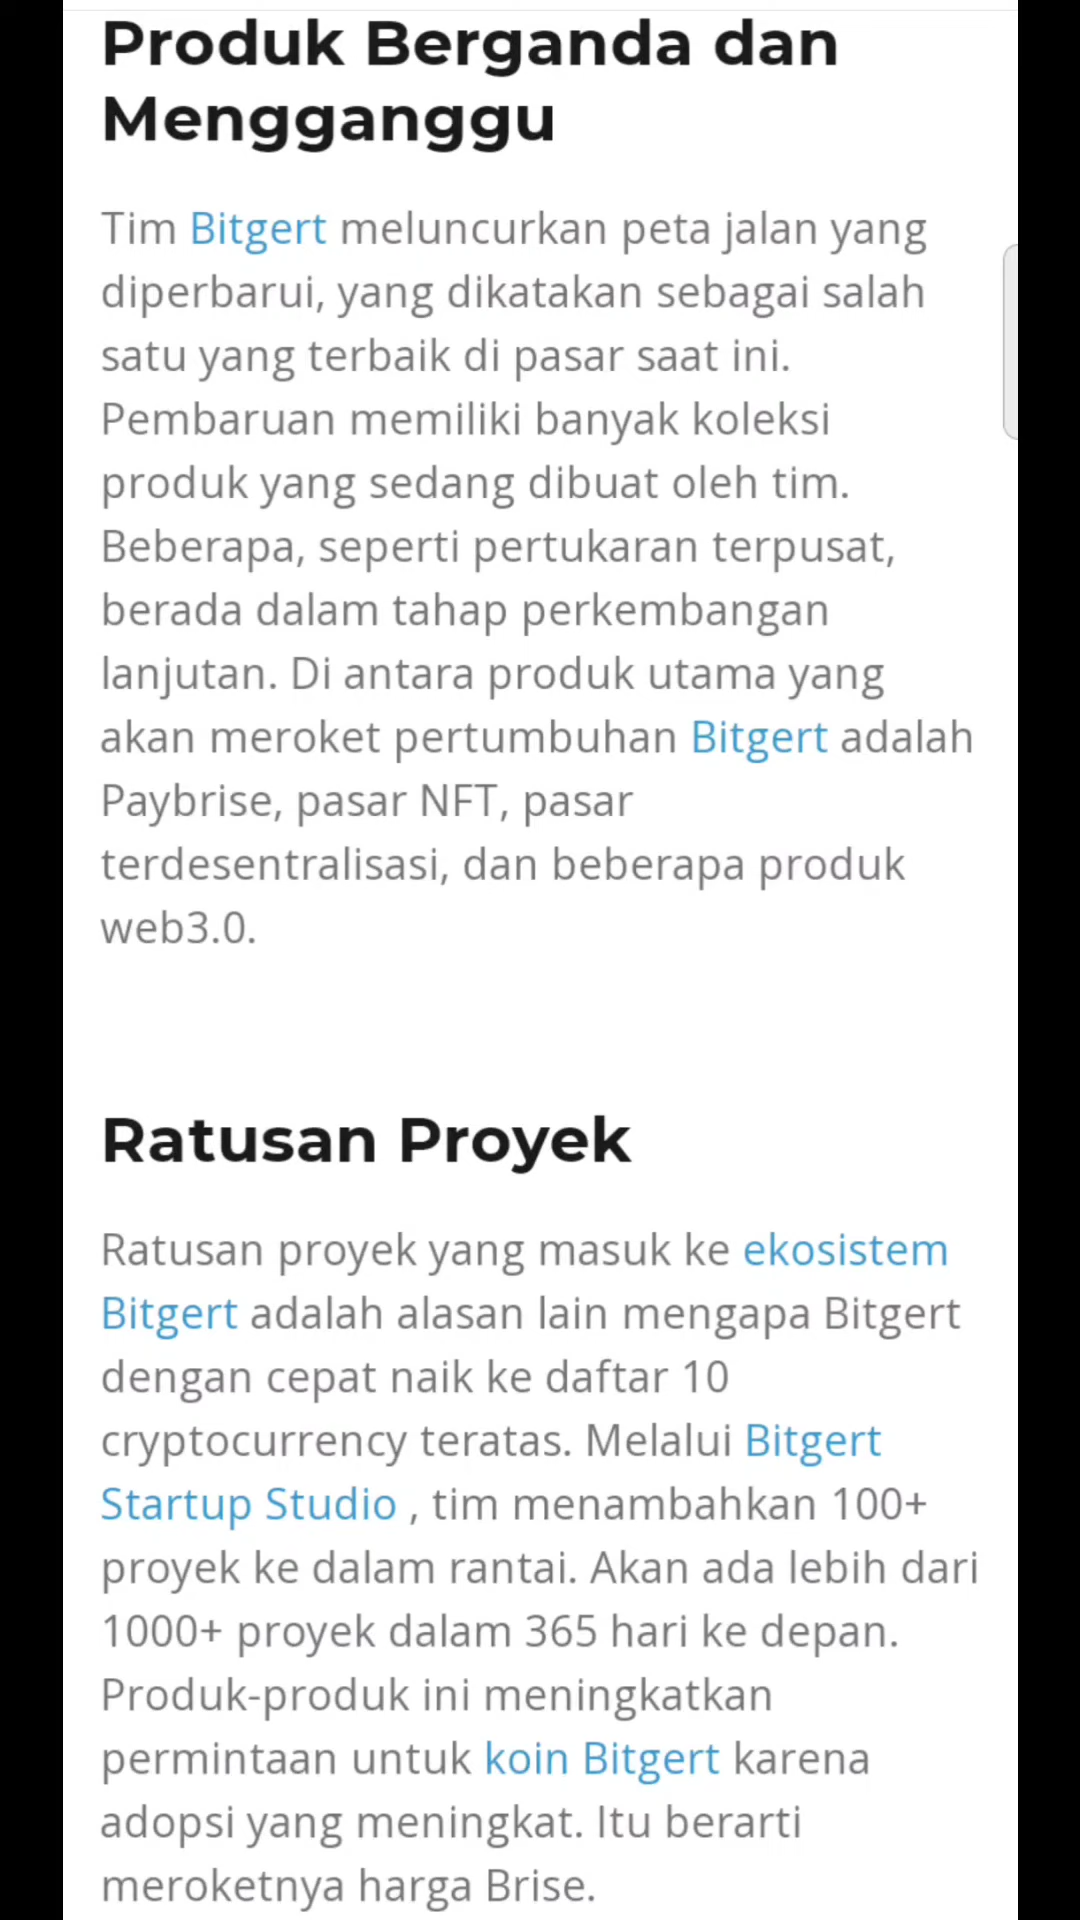 Produk Berganda dan
Mengganggu
Tim Bitgert meluncurkan peta jalan yang
diperbarui, yang dikatakan sebagai salah
satu yang terbaik di pasar saat ini.
Pembaruan memiliki banyak koleksi
produk yang sedang dibuat oleh tim.
Beberapa, seperti pertukaran terpusat,
berada dalam tahap perkembangan
lanjutan. Di antara produk utama yang
akan meroket pertumbuhan Bitgert adalah
Paybrise, pasar NFT, pasar
terdesentralisasi, dan beberapa produk
web3.0.
Ratusan Proyek
Ratusan proyek yang masuk ke ekosistem
Bitgert adalah alasan lain mengapa Bitgert
dengan cepat naik ke daftar 10
cryptocurrency teratas. Melalui Bitgert
Startup Studio , tim menambahkan 100+
proyek ke dalam rantai. Akan ada lebih dari
1000+ proyek dalam 365 hari ke depan.
Produk-produk ini meningkatkan
permintaan untuk koin Bitgert karena
adopsi yang meningkat. Itu berarti
meroketnya harga Brise.